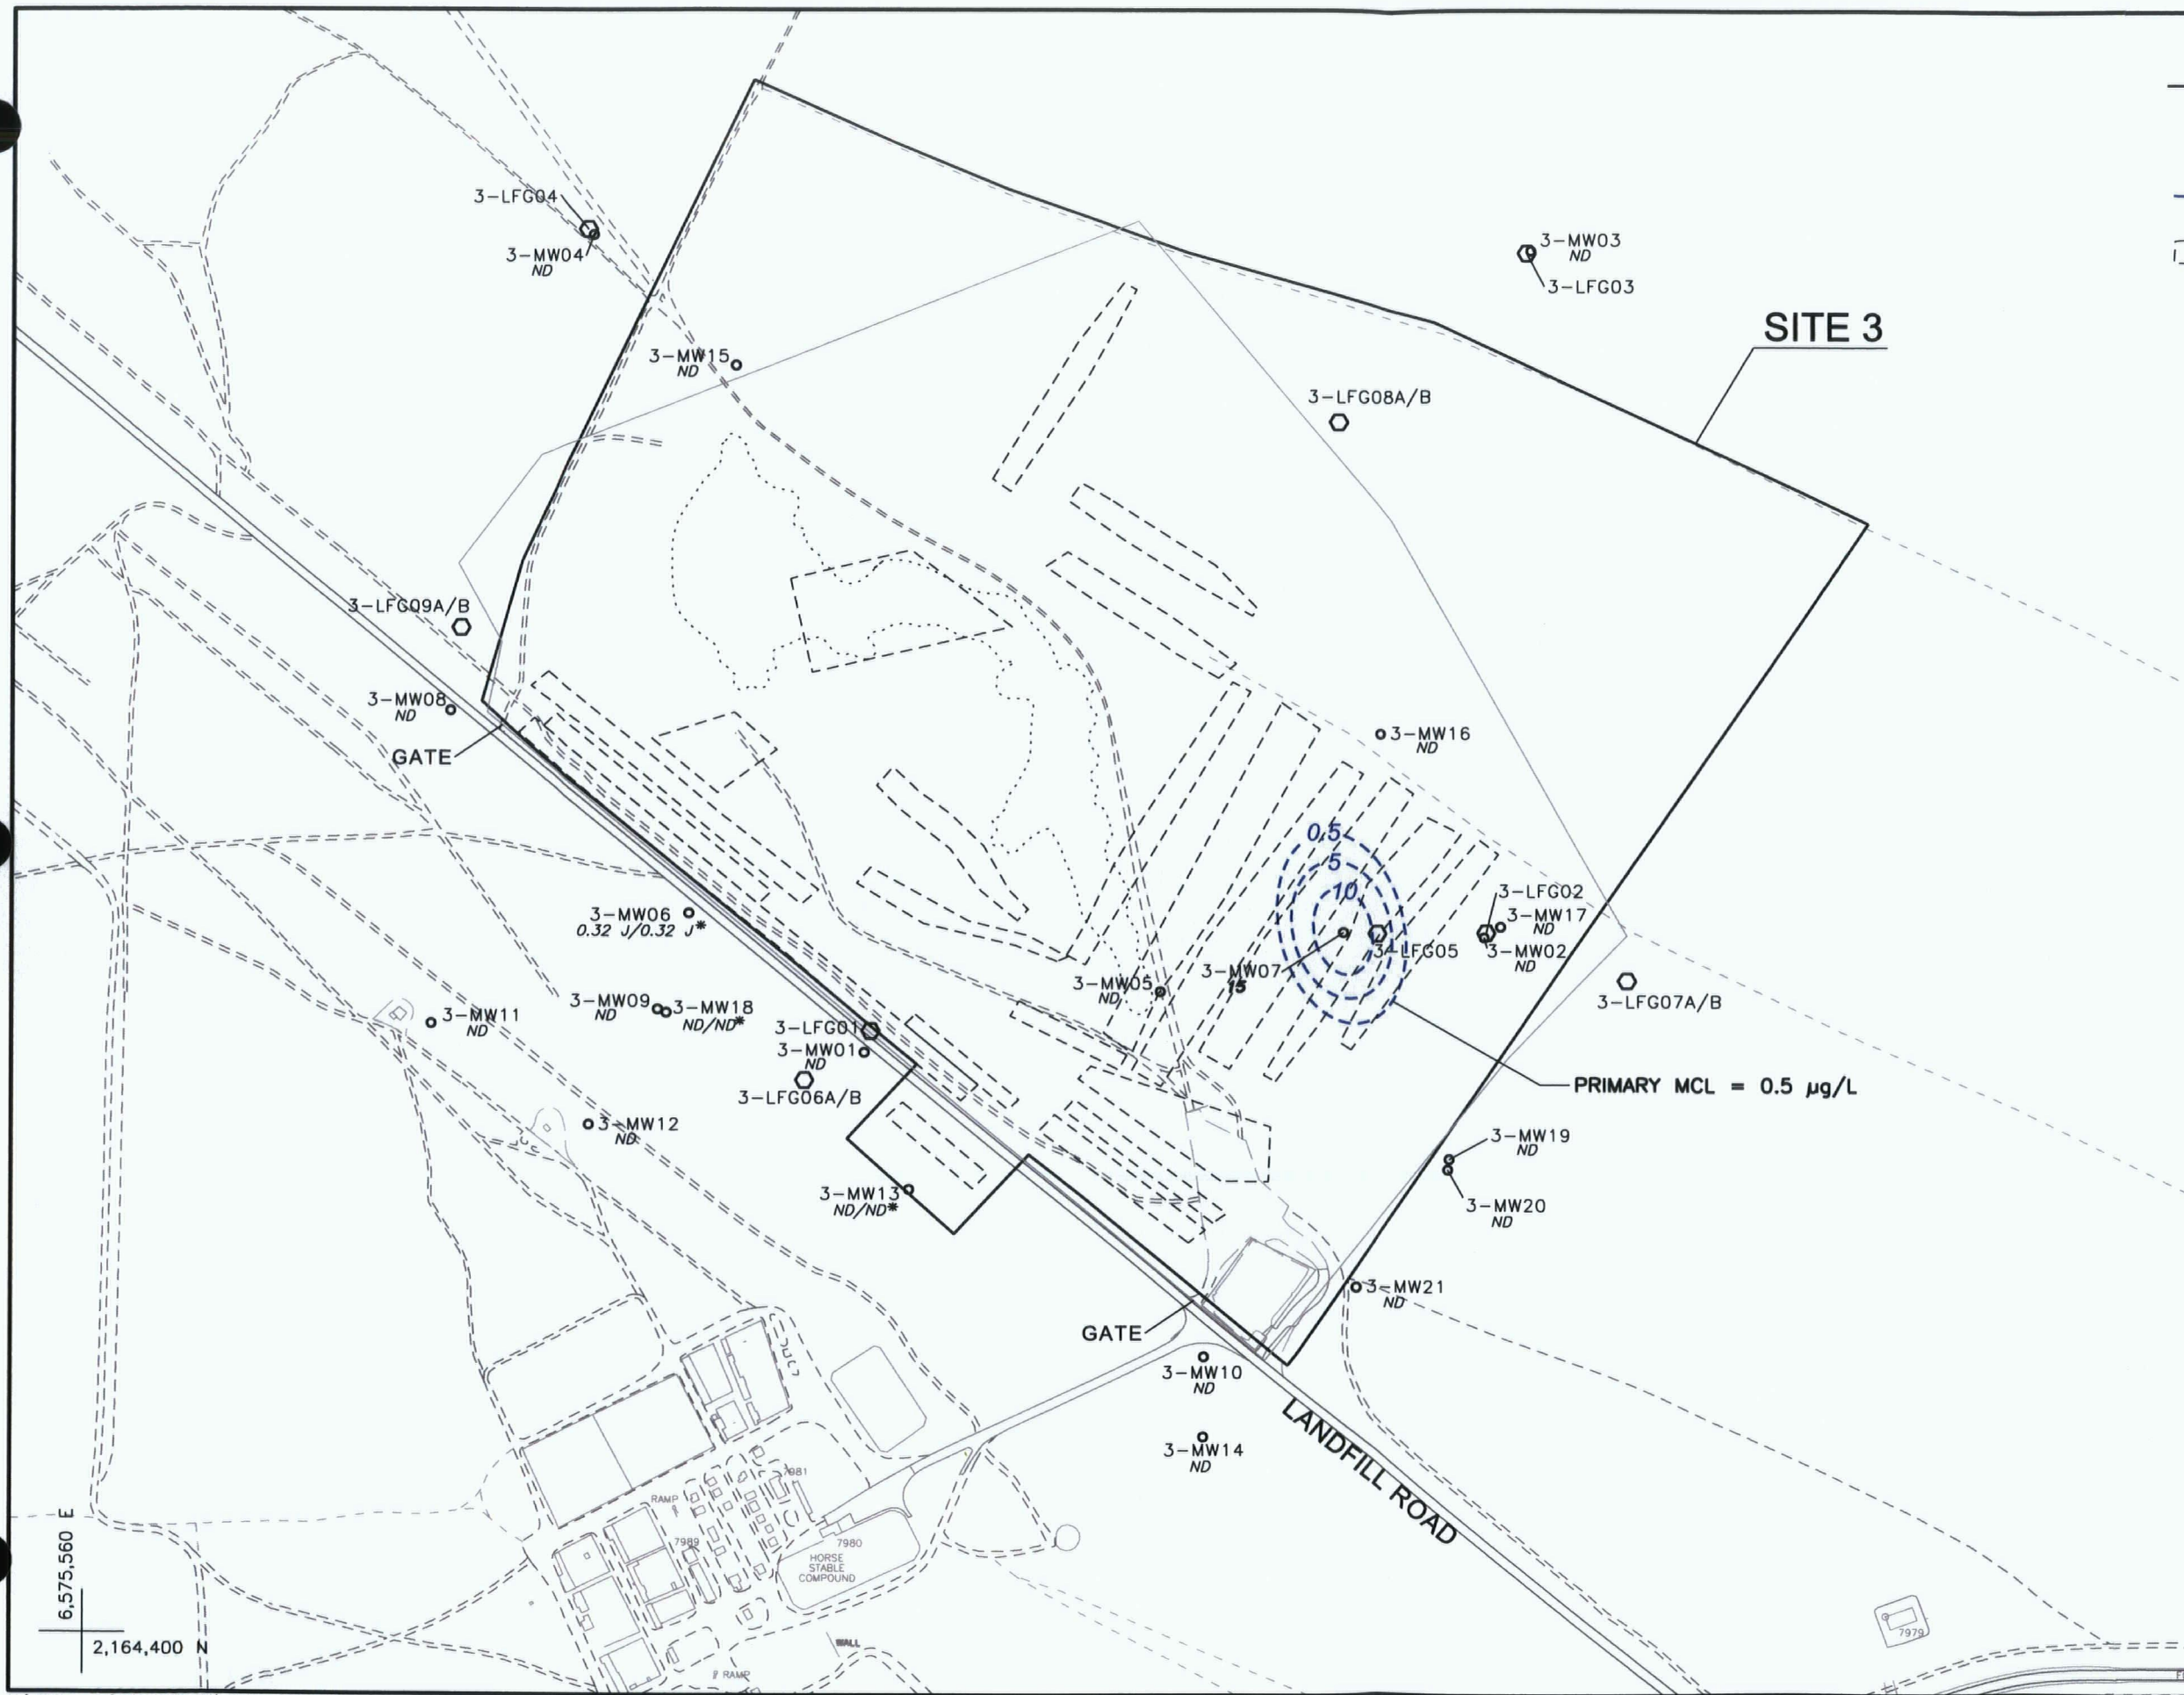 3-LFG04
3-MW04
ND
3-MW03
ND
3-LFG03
SITE 3
3-MW15
ND
3-LFG08A/B
3-LFG09A/B
3-MW08
ND
GATE
3-MW16
ND
0.5
5
10
3-LFG02
3-MW17
ND
3-MW02
ND
3-LFG05
3-MW06
0.32 J/0.32 J*
3-MW07
15
3-MW05
ND
3-LFG07A/B
3-MW09
ND
3-MW18
ND/ND*
3-MW11
ND
3-LFG01
3-MW01
ND
3-LFG06A/B
PRIMARY MCL = 0.5 µg/L
3-MW12
ND
3-MW19
ND
3-MW20
ND
3-MW13
ND/ND*
3-MW21
ND
GATE
3-MW10
ND
LANDFILL ROAD
3-MW14
ND
7981
RAMP
7989
7980
HORSE
STABLE
COMPOUND
WALL
RAMP
7979
6,575,560 E
2,164,400 N